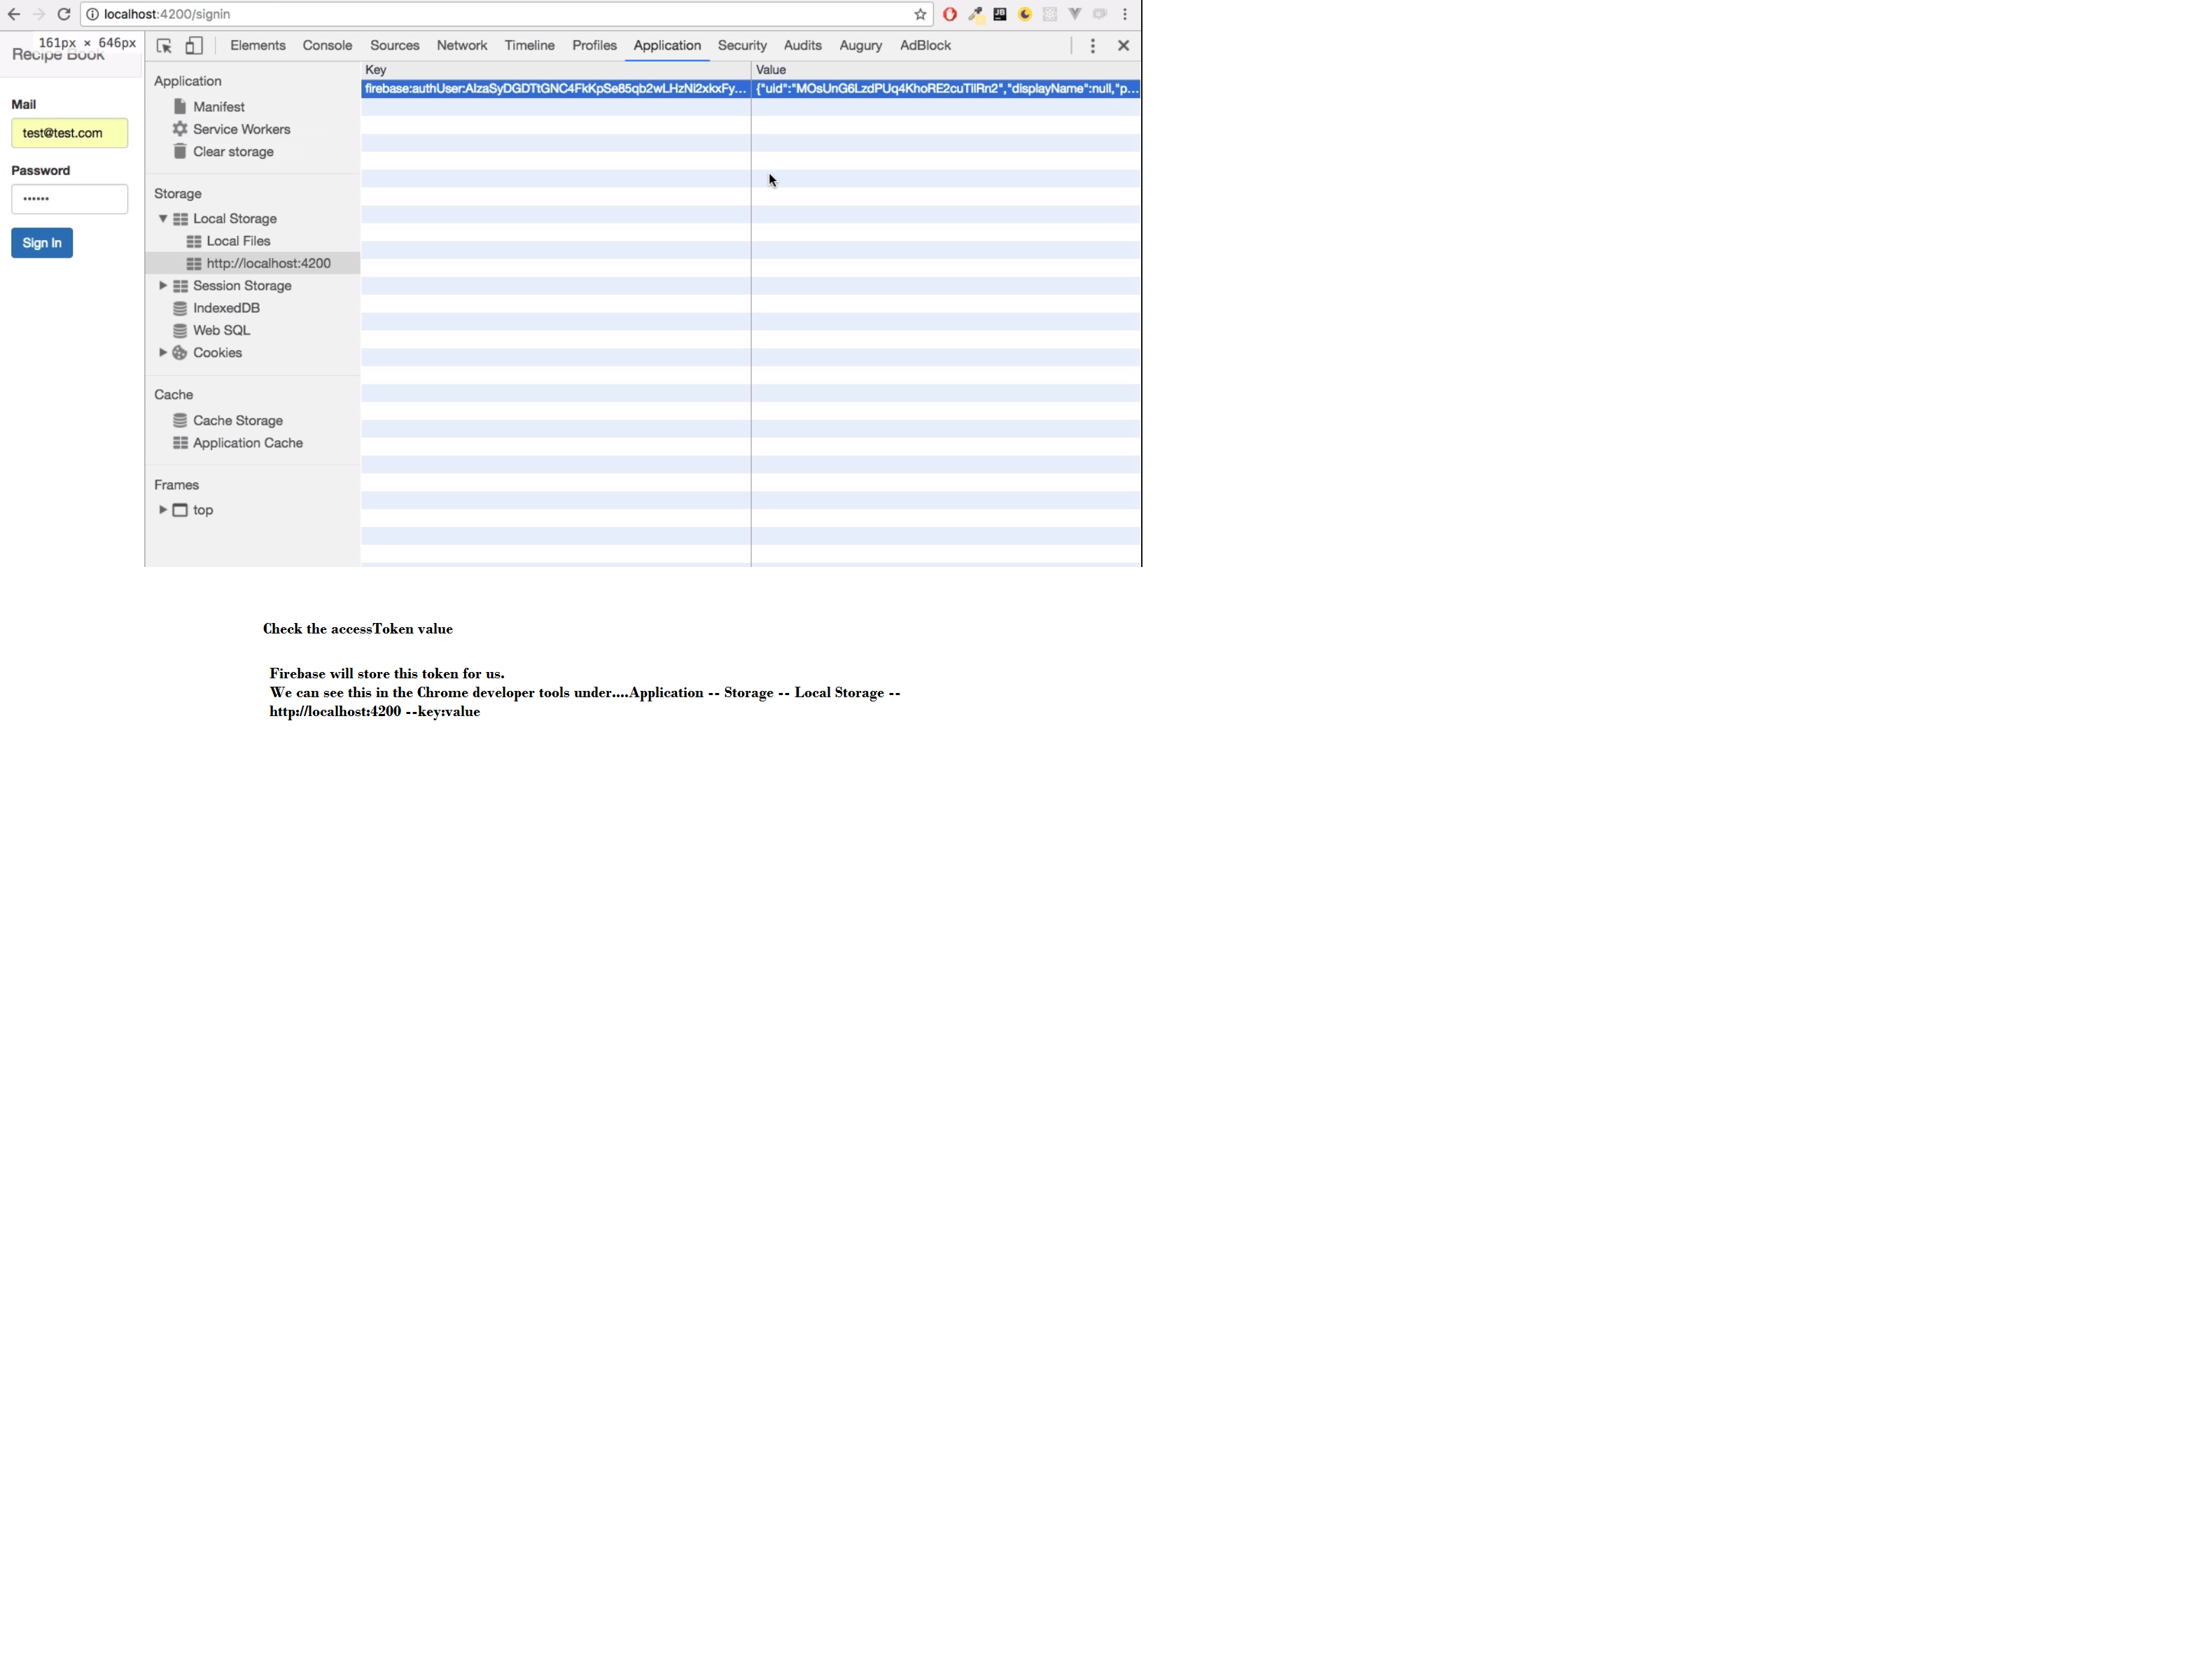 localhost:4200/signin
161px × 646px
Recipe Book
Elements Console Sources Network Timeline Profiles Application Security Audits Augury AdBlock
Mail
test@test.com
Password
••••••
Sign In
Application
Manifest
Service Workers
Clear storage
Storage
Local Storage
Local Files
http://localhost:4200
Session Storage
IndexedDB
Web SQL
Cookies
Cache
Cache Storage
Application Cache
Frames
top
Key Value
firebase:authUser:AIzaSyDGDTtGNC4FkKpSe85qb2wLHzNi2xkxFy... {"uid":"MOsUnG6LzdPUq4KhoRE2cuTilRn2","displayName":null,"p...
Check the accessToken value
Firebase will store this token for us.
We can see this in the Chrome developer tools under....Application -- Storage -- Local Storage --
http://localhost:4200 --key:value